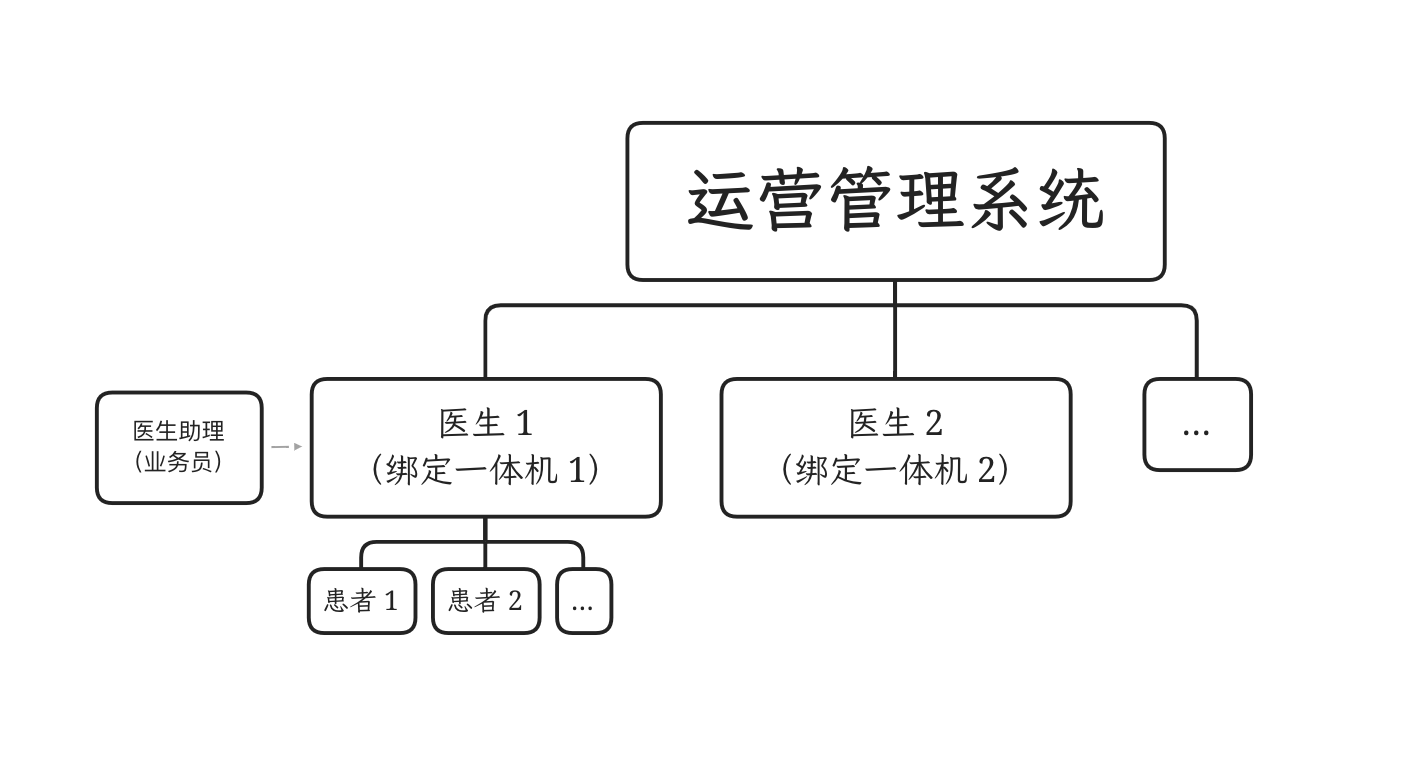 运营管理系统
医生助理
(业务员)
医生 1
(绑定一体机 1)
医生 2
(绑定一体机 2)
...
患者 1
患者 2
...